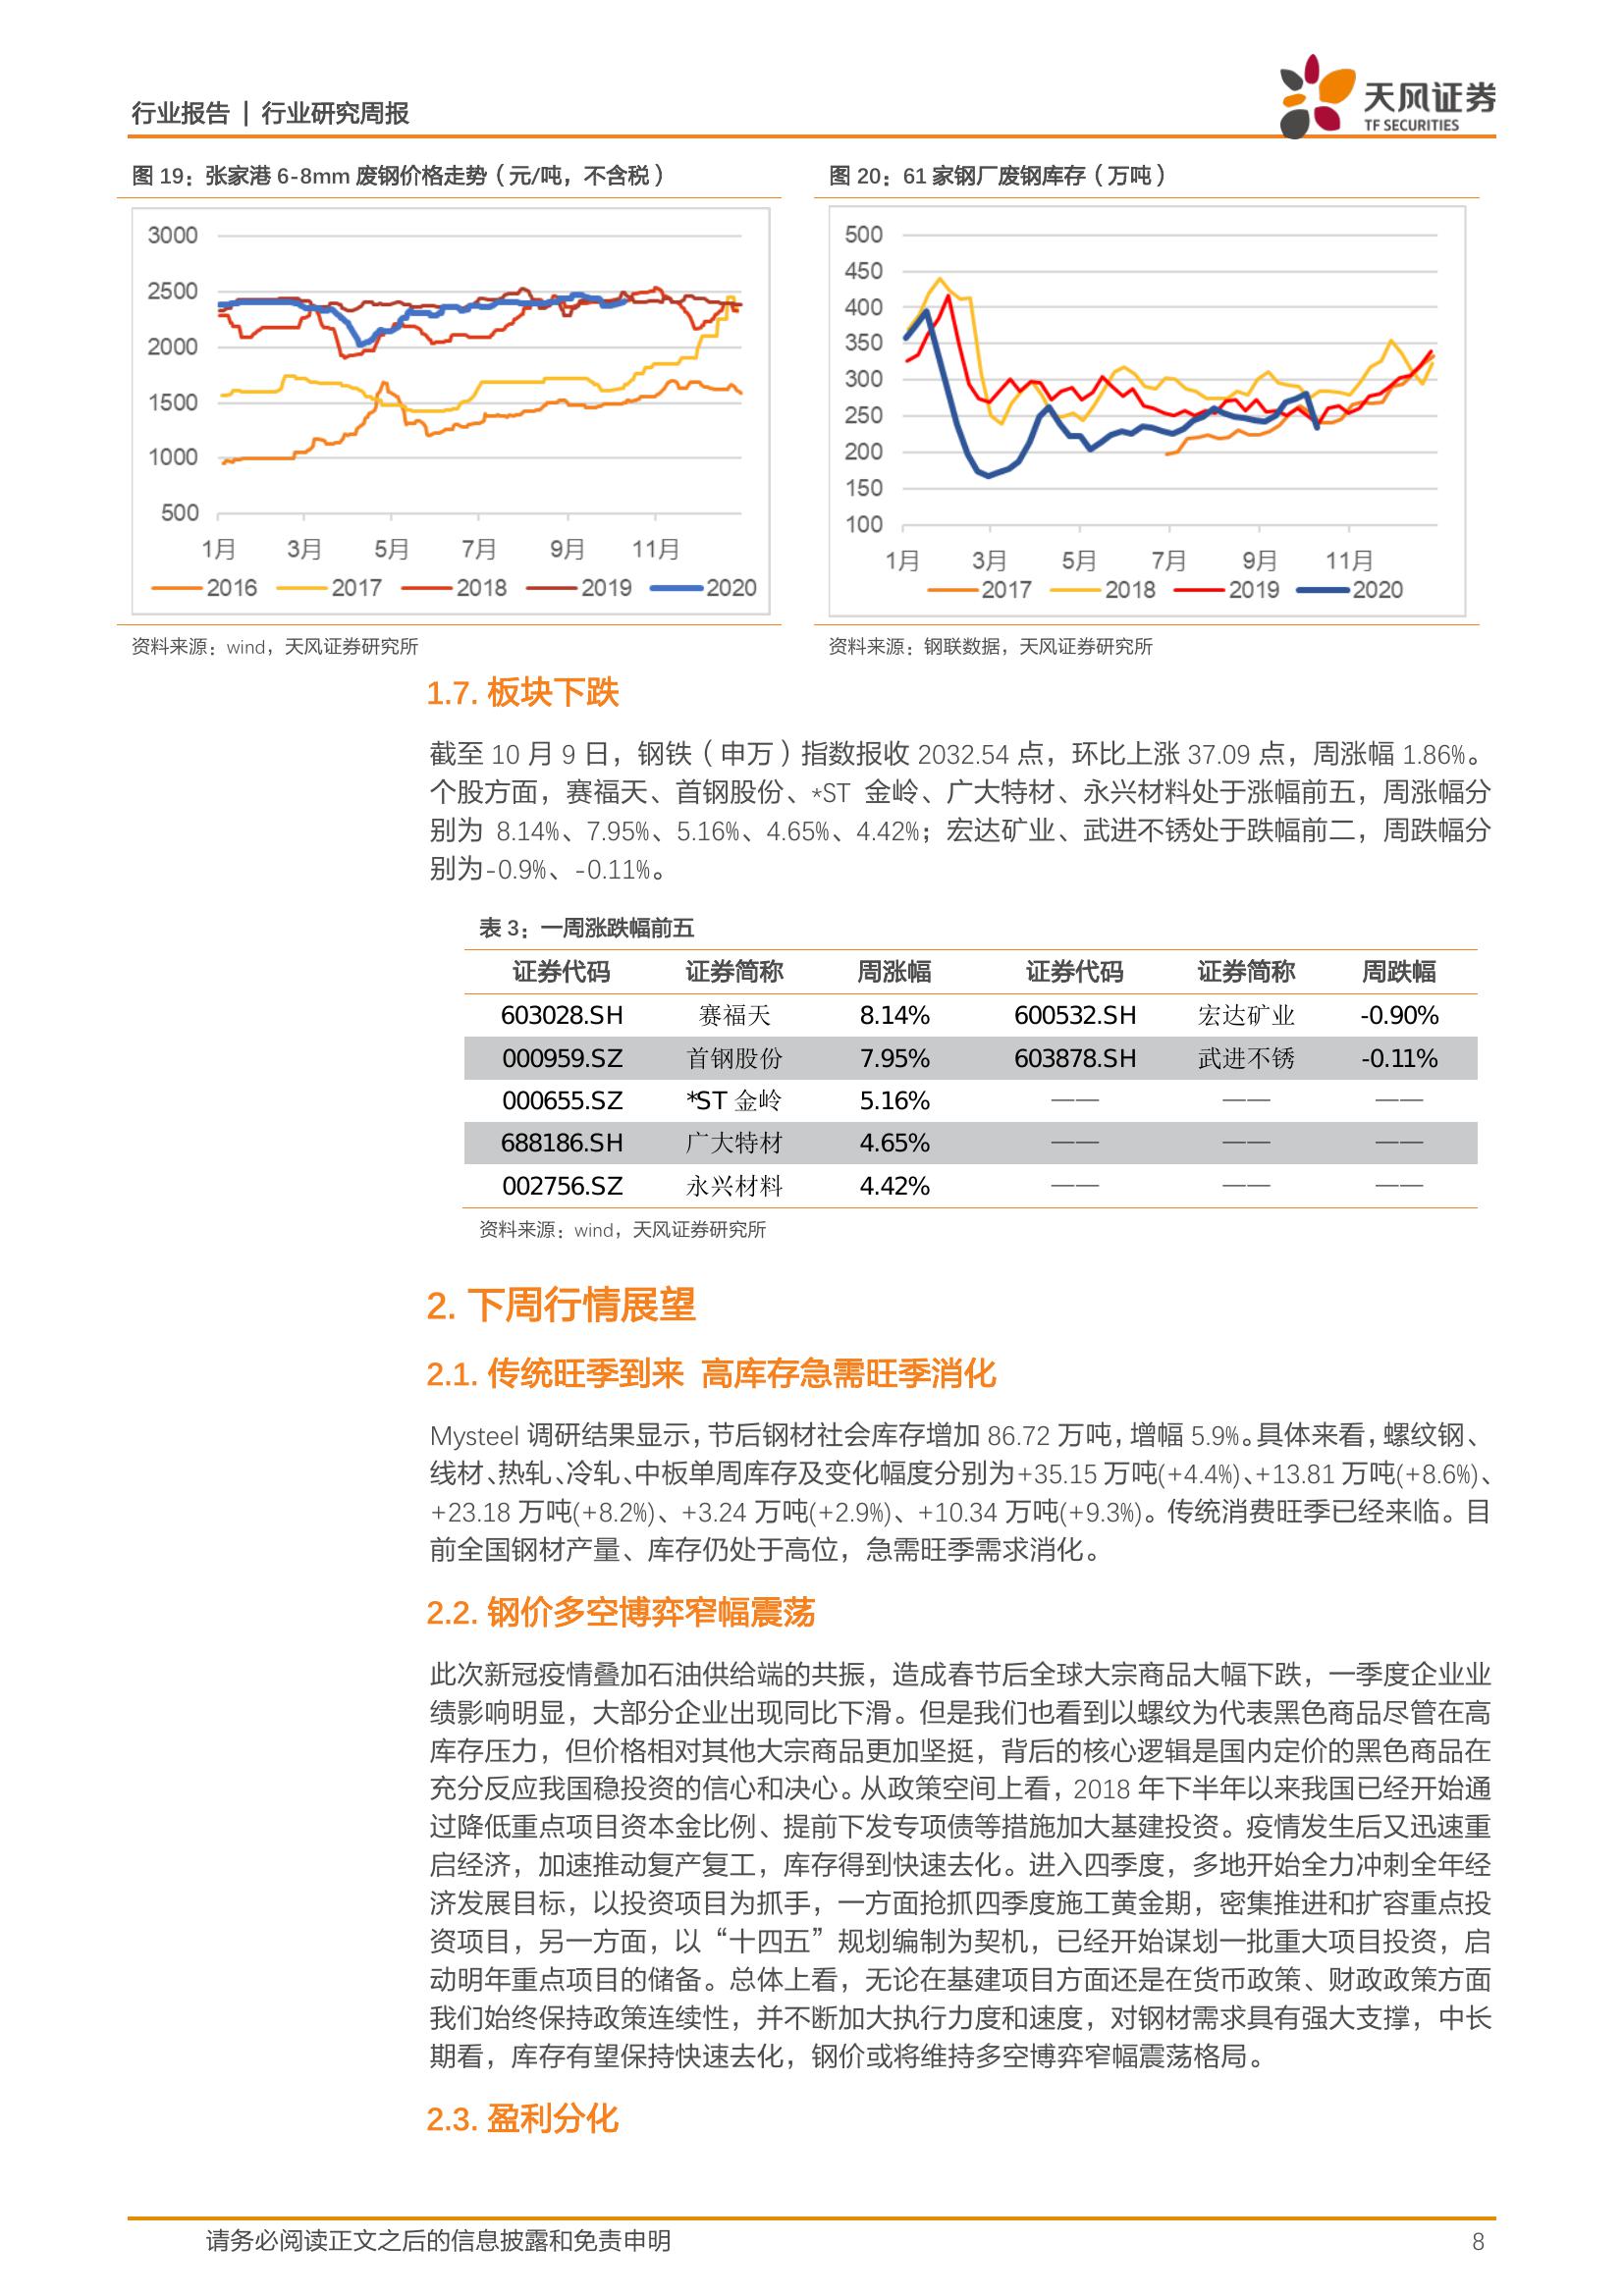 行业报告 | 行业研究周报
天风证券
TF SECURITIES
图 19：张家港 6-8mm 废钢价格走势（元/吨，不含税）
3000
2500
2000
1500
1000
500
1月 3月 5月 7月 9月 11月
2016 2017 2018 2019 2020
资料来源：wind，天风证券研究所
图 20：61 家钢厂废钢库存（万吨）
500
450
400
350
300
250
200
150
100
1月 3月 5月 7月 9月 11月
2017 2018 2019 2020
资料来源：钢联数据，天风证券研究所
1.7. 板块下跌
截至 10 月 9 日，钢铁（申万）指数报收 2032.54 点，环比上涨 37.09 点，周涨幅 1.86%。
个股方面，赛福天、首钢股份、*ST 金岭、广大特材、永兴材料处于涨幅前五，周涨幅分
别为 8.14%、7.95%、5.16%、4.65%、4.42%；宏达矿业、武进不锈处于跌幅前二，周跌幅分
别为-0.9%、-0.11%。
表 3：一周涨跌幅前五
证券代码 证券简称 周涨幅 证券代码 证券简称 周跌幅
603028.SH 赛福天 8.14% 600532.SH 宏达矿业 -0.90%
000959.SZ 首钢股份 7.95% 603878.SH 武进不锈 -0.11%
000655.SZ *ST 金岭 5.16% —— —— ——
688186.SH 广大特材 4.65% —— —— ——
002756.SZ 永兴材料 4.42% —— —— ——
资料来源：wind，天风证券研究所
2. 下周行情展望
2.1. 传统旺季到来 高库存急需旺季消化
Mysteel 调研结果显示，节后钢材社会库存增加 86.72 万吨，增幅 5.9%。具体来看，螺纹钢、
线材、热轧、冷轧、中板单周库存及变化幅度分别为+35.15 万吨(+4.4%)、+13.81 万吨(+8.6%)、
+23.18 万吨(+8.2%)、+3.24 万吨(+2.9%)、+10.34 万吨(+9.3%)。传统消费旺季已经来临。目
前全国钢材产量、库存仍处于高位，急需旺季需求消化。
2.2. 钢价多空博弈窄幅震荡
此次新冠疫情叠加石油供给端的共振，造成春节后全球大宗商品大幅下跌，一季度企业业
绩影响明显，大部分企业出现同比下滑。但是我们也看到以螺纹为代表黑色商品尽管在高
库存压力，但价格相对其他大宗商品更加坚挺，背后的核心逻辑是国内定价的黑色商品在
充分反应我国稳投资的信心和决心。从政策空间上看，2018 年下半年以来我国已经开始通
过降低重点项目资本金比例、提前下发专项债等措施加大基建投资。疫情发生后又迅速重
启经济，加速推动复产复工，库存得到快速去化。进入四季度，多地开始全力冲刺全年经
济发展目标，以投资项目为抓手，一方面抢抓四季度施工黄金期，密集推进和扩容重点投
资项目，另一方面，以“十四五”规划编制为契机，已经开始谋划一批重大项目投资，启
动明年重点项目的储备。总体上看，无论在基建项目方面还是在货币政策、财政政策方面
我们始终保持政策连续性，并不断加大执行力度和速度，对钢材需求具有强大支撑，中长
期看，库存有望保持快速去化，钢价或将维持多空博弈窄幅震荡格局。
2.3. 盈利分化
请务必阅读正文之后的信息披露和免责申明 8